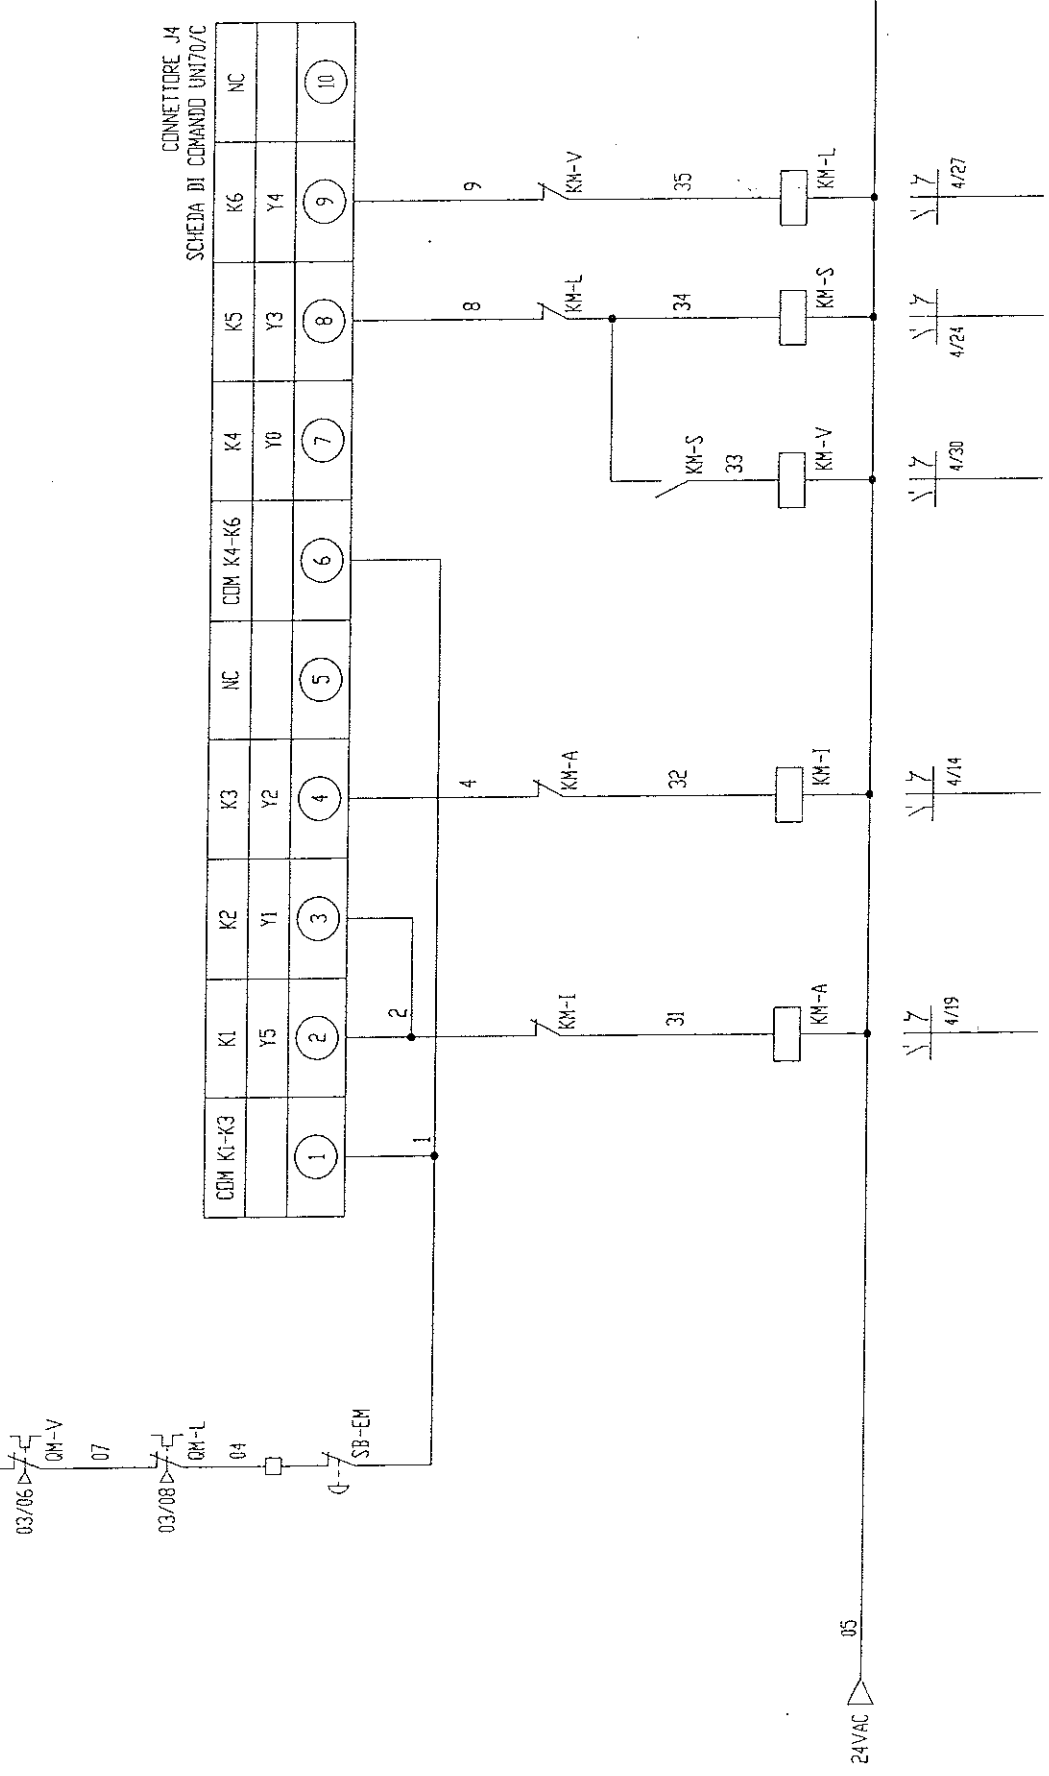 CONNETTORE J4
SCHEDA DI COMANDO UNI70/C
COM K1-K3
K1
K2
K3
NC
COM K4-K6
K4
K5
K6
NC
Y5
Y1
Y2
Y0
Y3
Y4
1
2
3
4
5
6
7
8
9
10
03/06
QM-V
07
03/08
QM-L
04
SB-EM
1
2
4
8
9
KM-I
KM-A
KM-S
KM-L
KM-V
31
32
33
34
35
KM-A
KM-I
KM-V
KM-S
KM-L
24VAC
05
4/19
4/14
4/30
4/24
4/27